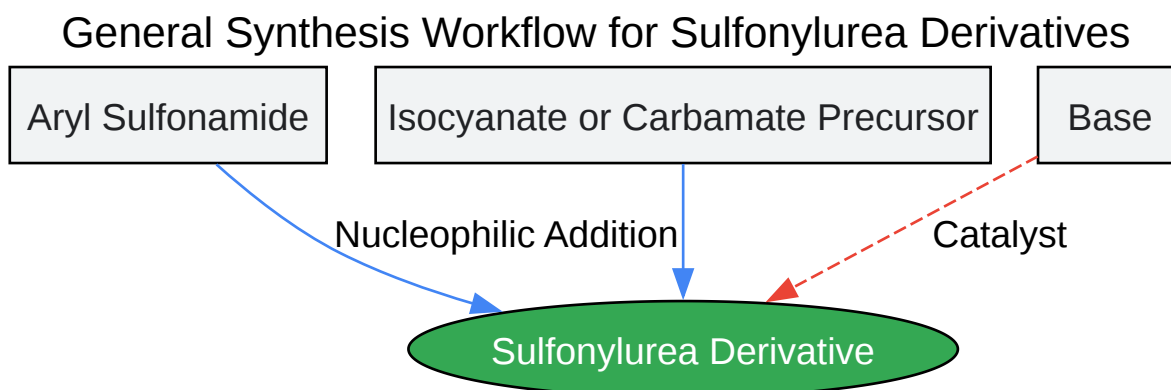 General Synthesis Workflow for Sulfonylurea Derivatives
Aryl Sulfonamide
Isocyanate or Carbamate Precursor
Base
Nucleophilic Addition
Catalyst
Sulfonylurea Derivative